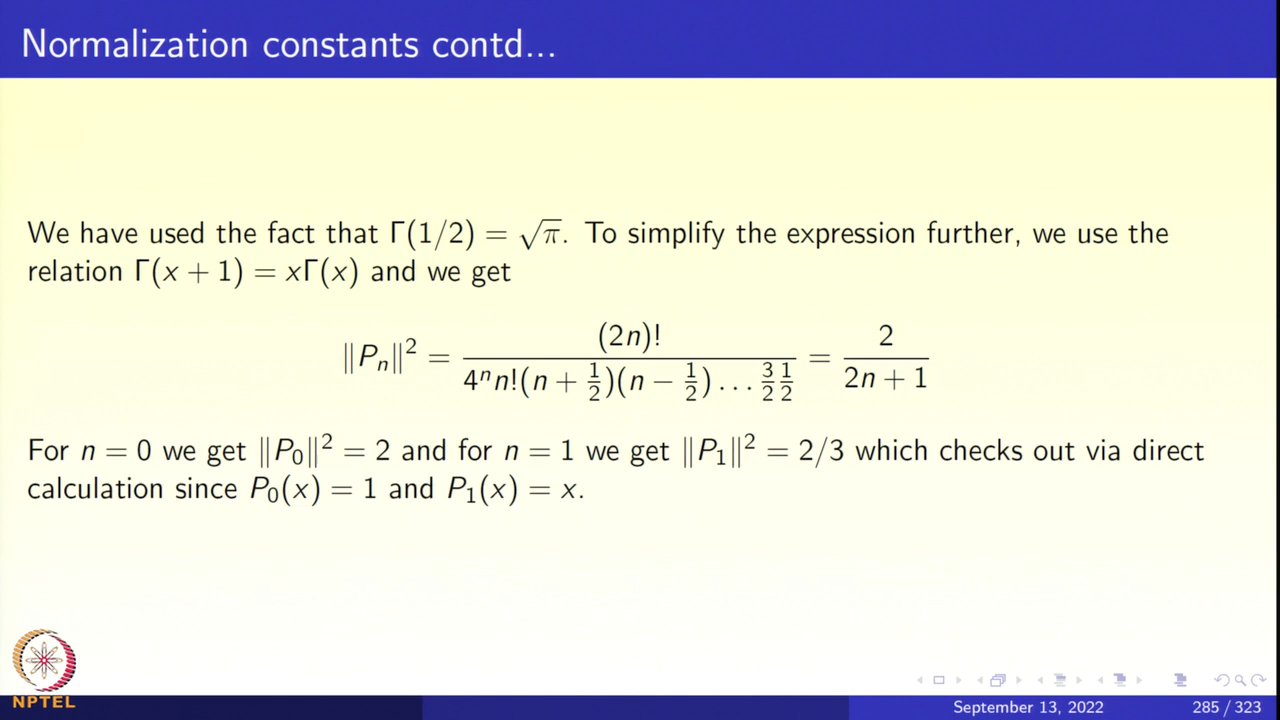 Normalization constants contd...
We have used the fact that Γ(1/2) = √π. To simplify the expression further, we use the
relation Γ(x + 1) = xΓ(x) and we get
‖Pₙ‖² = (2n)! / 4ⁿn!(n + 1/2)(n − 1/2) . . . 3/2 1/2 = 2 / 2n + 1
For n = 0 we get ‖P₀‖² = 2 and for n = 1 we get ‖P₁‖² = 2/3 which checks out via direct
calculation since P₀(x) = 1 and P₁(x) = x.
NPTEL
September 13, 2022 285 / 323